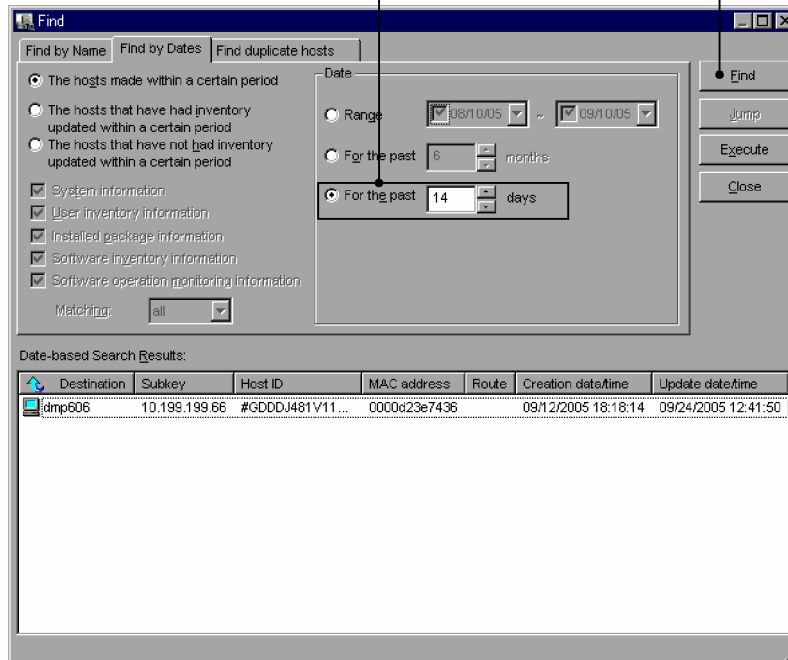 Find
Find by Name Find by Dates Find duplicate hosts
The hosts made within a certain period
The hosts that have had inventory
updated within a certain period
The hosts that have not had inventory
updated within a certain period
System information
User inventory information
Installed package information
Software inventory information
Software operation monitoring information
Matching: all
Date
Range 08/10/05 ~ 09/10/05
For the past 6 months
For the past 14 days
Find
Jump
Execute
Close
Date-based Search Results:
Destination Subkey Host ID MAC address Route Creation data/time Update date/time
dmp606 10.199.199.66 #GDDDJ481V11... 0000d23e7436 09/12/2005 18:18:14 09/24/2005 12:41:50